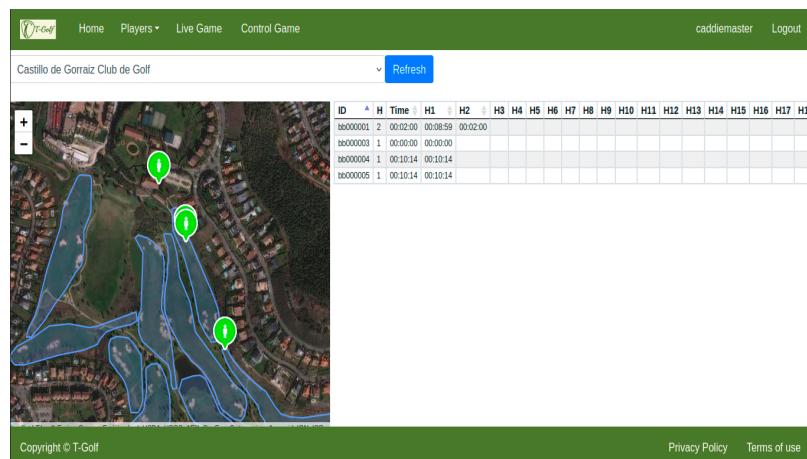 T-Golf Home Players Live Game Control Game caddiemaster Logout
Castillo de Gorraiz Club de Golf Refresh
+
−
ID H Time H1 H2 H3 H4 H5 H6 H7 H8 H9 H10 H11 H12 H13 H14 H15 H16 H17
bb000001 2 00:02:00 00:08:59 00:02:00
bb000003 1 00:00:00 00:00:00
bb000004 1 00:10:14 00:10:14
bb000005 1 00:10:14 00:10:14
Copyright © T-Golf Privacy Policy Terms of use